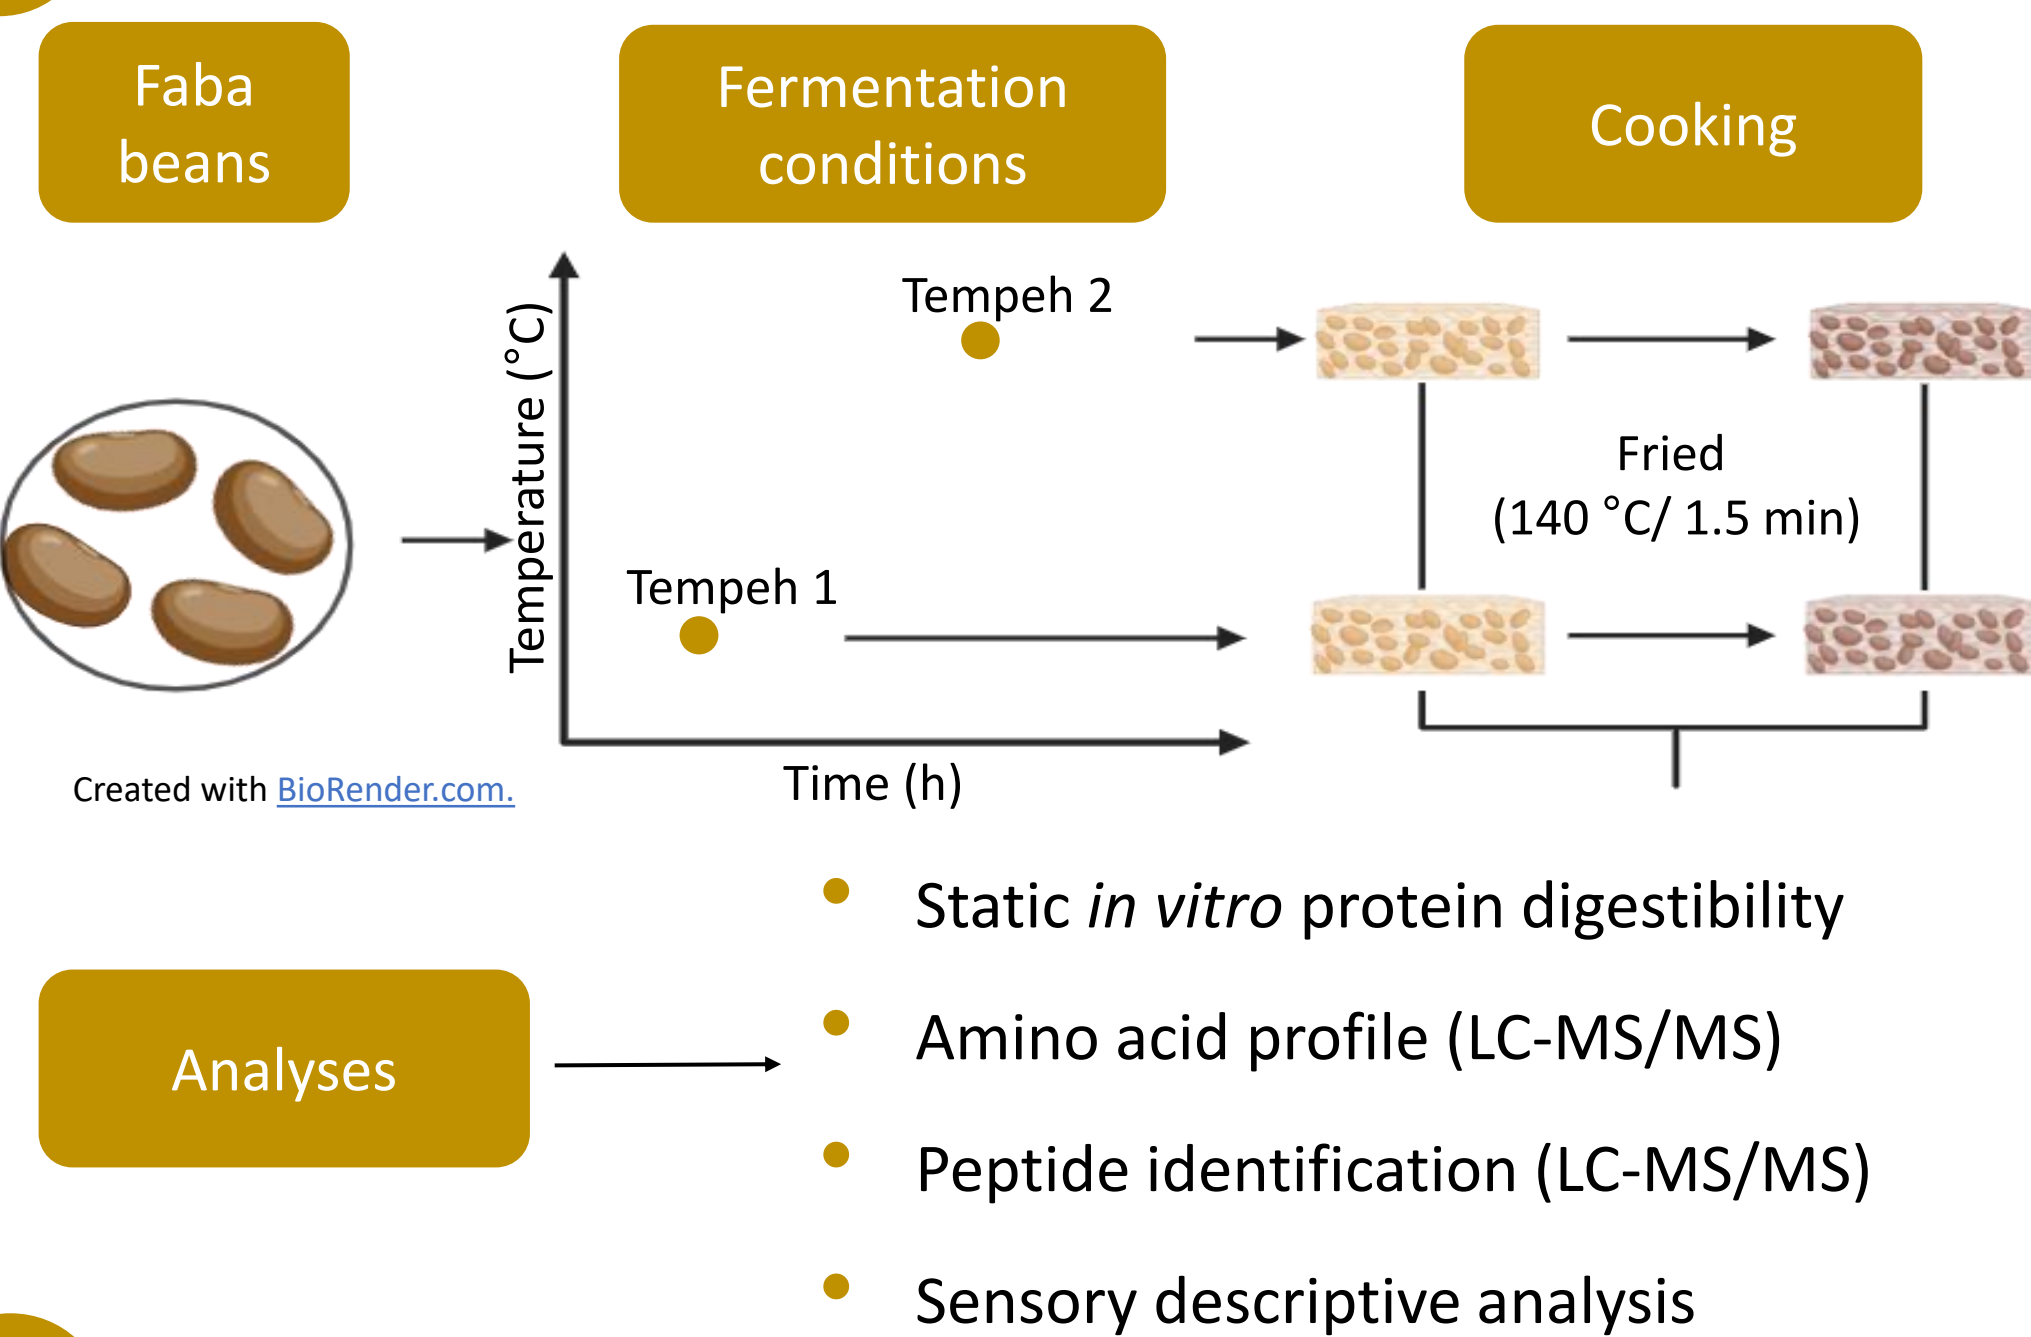 Faba
beans
Fermentation
conditions
Cooking
Temperature (°C)
Tempeh 2
Tempeh 1
Fried
(140 °C/ 1.5 min)
Time (h)
Created with BioRender.com.
Analyses
• Static in vitro protein digestibility
• Amino acid profile (LC-MS/MS)
• Peptide identification (LC-MS/MS)
• Sensory descriptive analysis